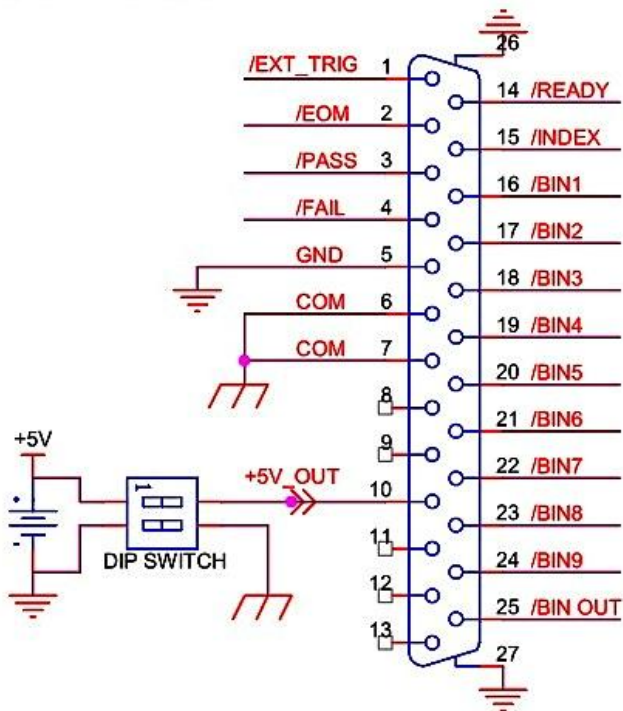 26
/EXT_TRIG 1
14 /READY
/EOM 2
15 /INDEX
/PASS 3
16 /BIN1
/FAIL 4
17 /BIN2
GND 5
18 /BIN3
COM 6
19 /BIN4
COM 7
20 /BIN5
8
21 /BIN6
9
22 /BIN7
+5V
+5V_OUT 10
23 /BIN8
1
11
24 /BIN9
DIP SWITCH
12
25 /BIN OUT
13
27